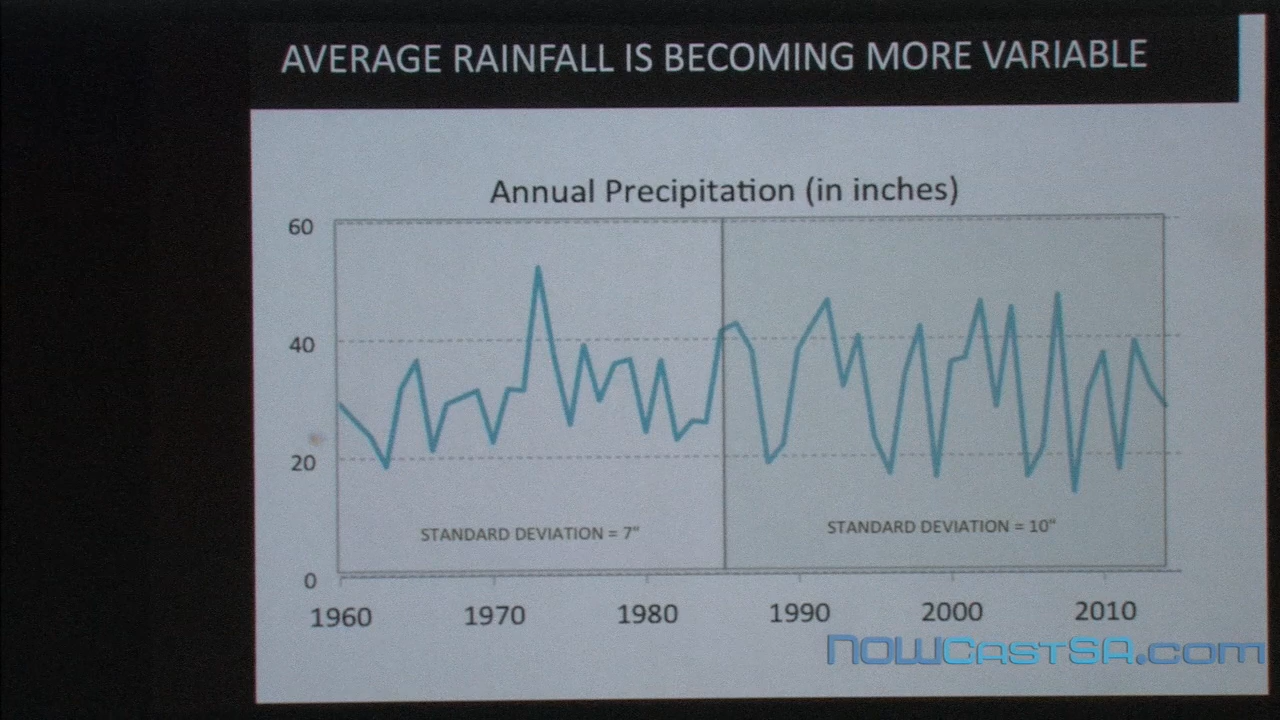 AVERAGE RAINFALL IS BECOMING MORE VARIABLE
Annual Precipitation (in inches)
60
40
20
0
STANDARD DEVIATION = 7"
STANDARD DEVIATION = 10"
1960 1970 1980 1990 2000 2010
NOWCastSA.com